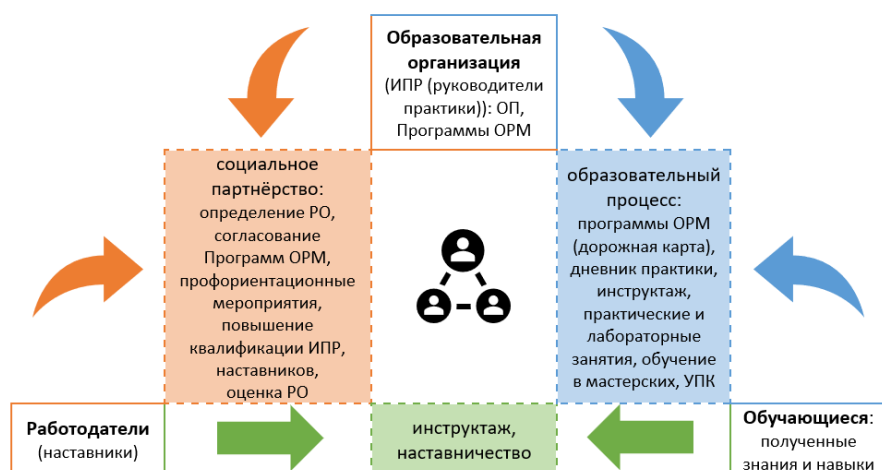 Образовательная
организация
(ИПР (руководители
практики)): ОП,
Программы ОРМ
социальное
партнёрство:
определение РО,
согласование
Программ ОРМ,
профориентационные
мероприятия,
повышение
квалификации ИПР,
наставников,
оценка РО
образовательный
процесс:
программы ОРМ
(дорожная карта),
дневник практики,
инструктаж,
практические и
лабораторные
занятия, обучение
в мастерских, УПК
Работодатели
(наставники)
инструктаж,
наставничество
Обучающиеся:
полученные
знания и навыки